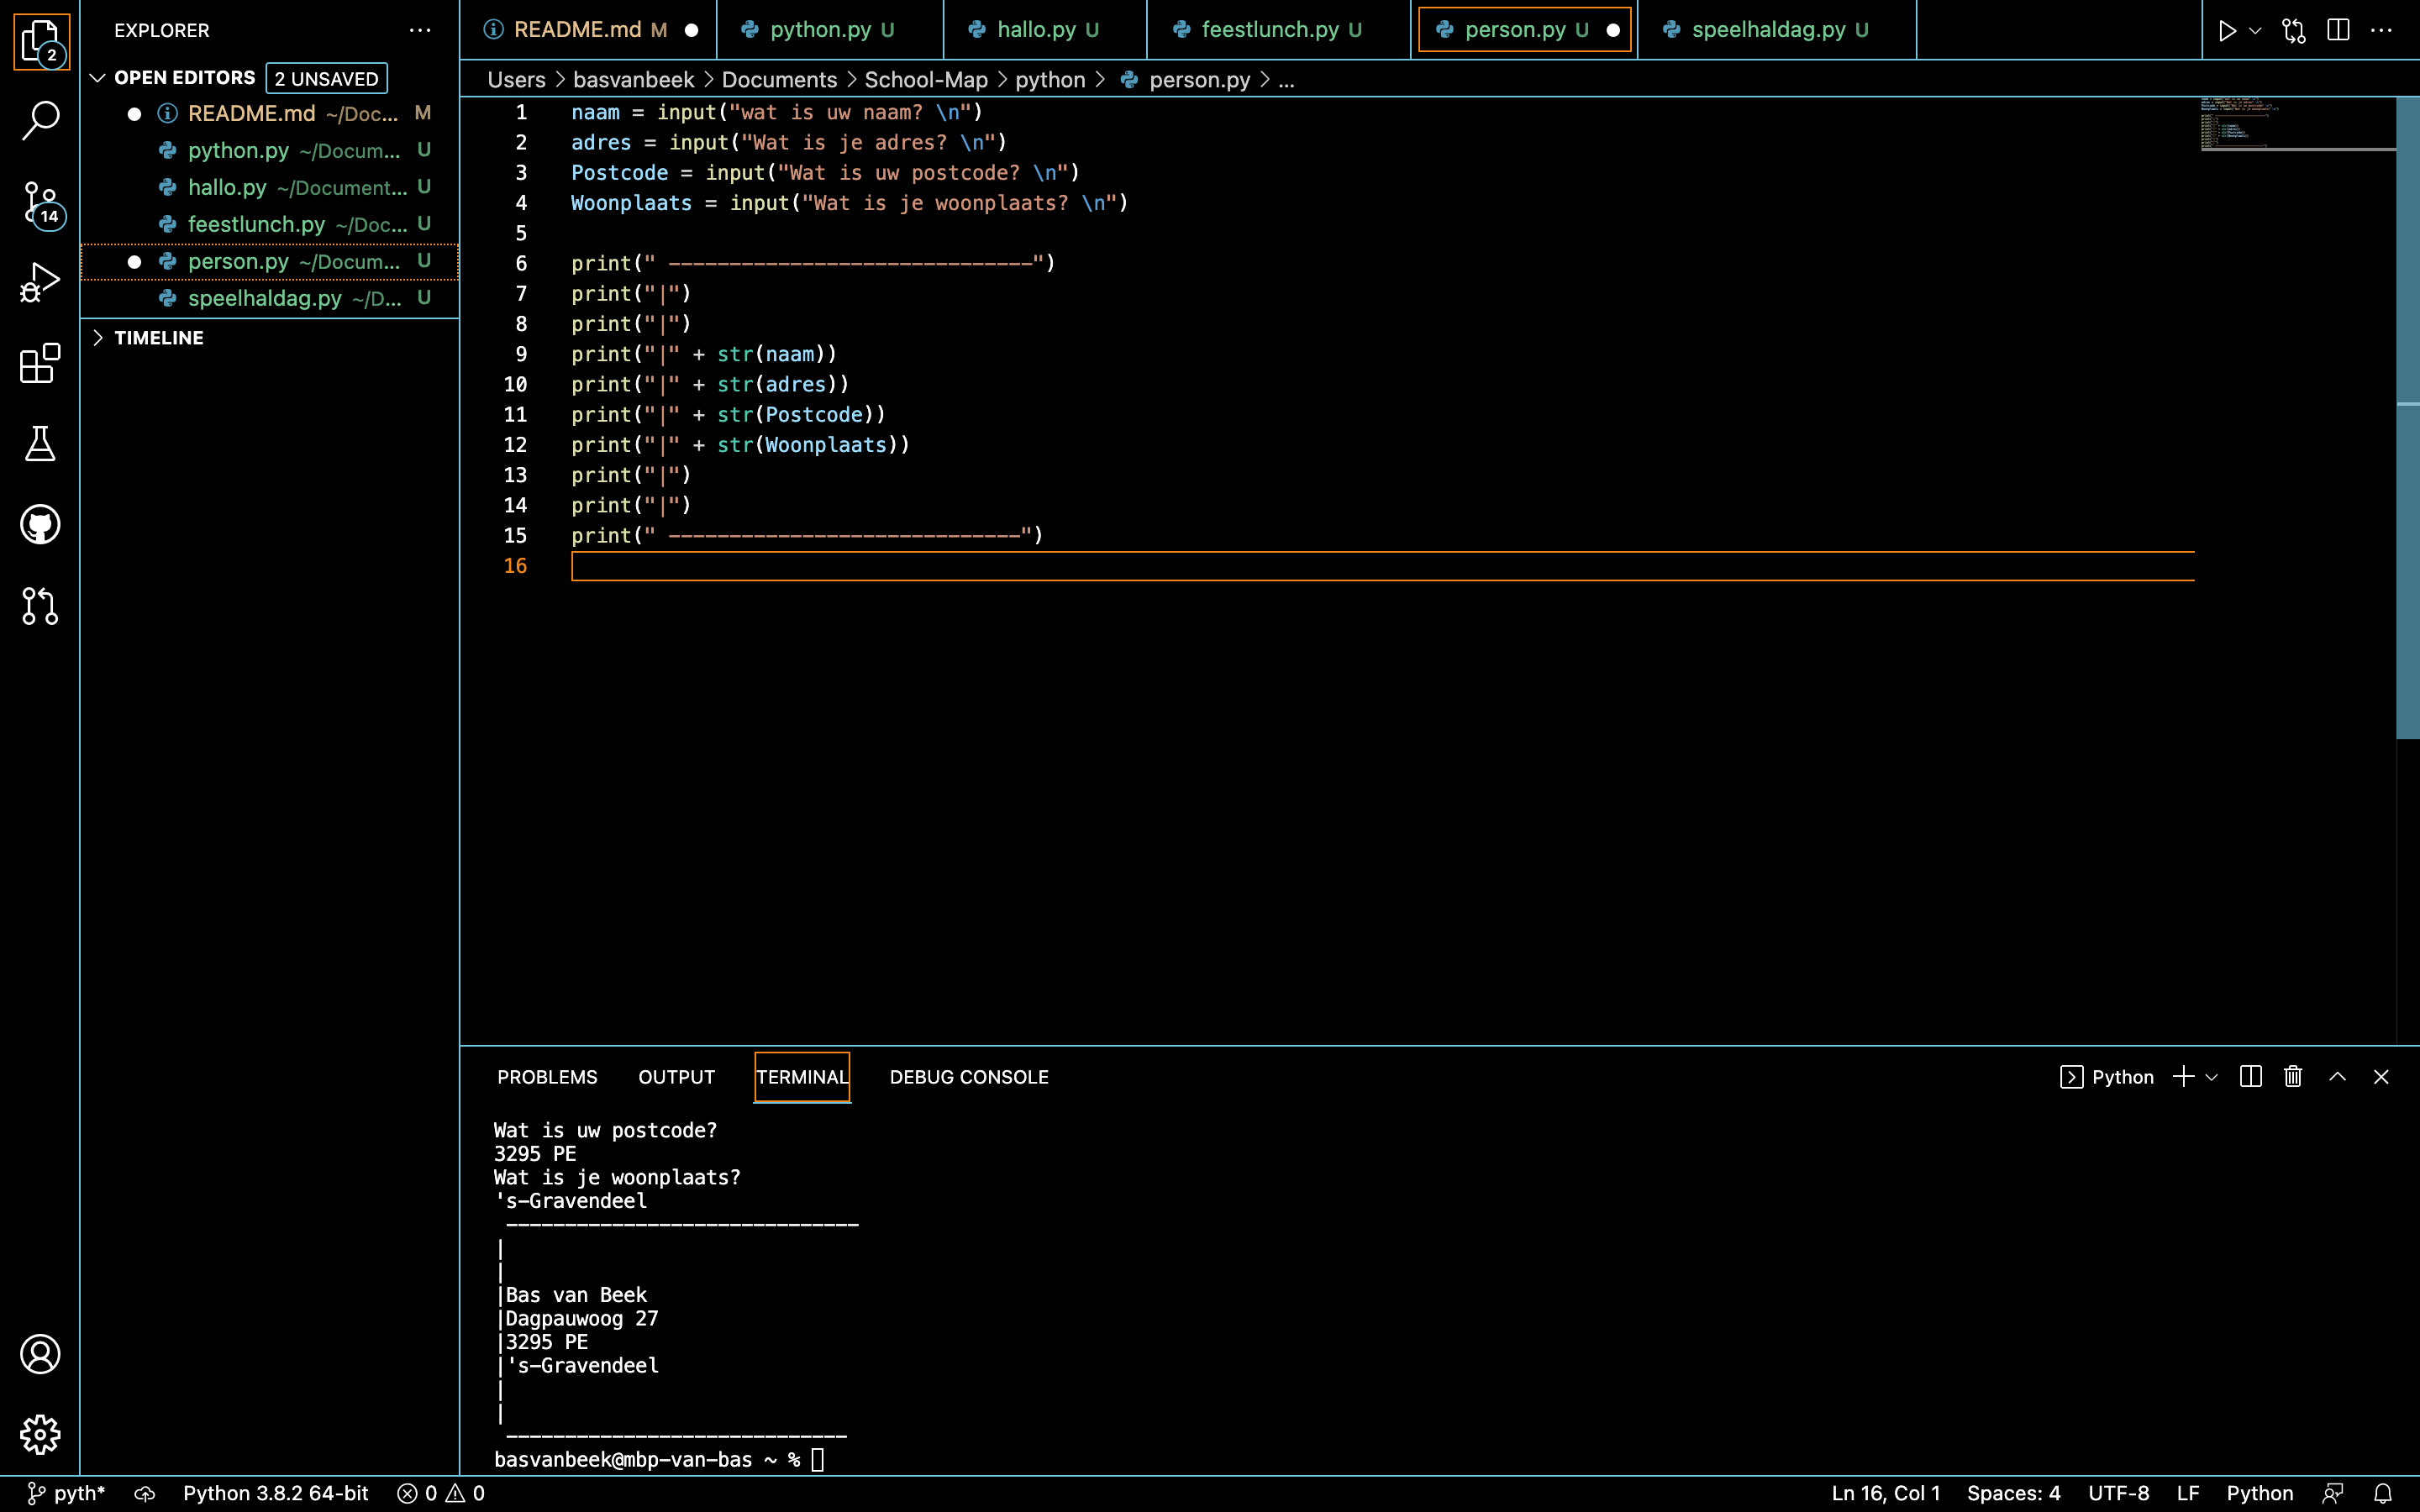 EXPLORER
OPEN EDITORS 2 UNSAVED
README.md ~/Doc... M
python.py ~/Docum... U
hallo.py ~/Document... U
feestlunch.py ~/Doc... U
person.py ~/Docum... U
speelhaldag.py ~/D... U
TIMELINE
2
14
README.md M python.py U hallo.py U feestlunch.py U person.py U speelhaldag.py U
Users > basvanbeek > Documents > School-Map > python > person.py > ...
1 naam = input("wat is uw naam? \n")
2 adres = input("Wat is je adres? \n")
3 Postcode = input("Wat is uw postcode? \n")
4 Woonplaats = input("Wat is je woonplaats? \n")
5
6 print(" ------------------------------")
7 print("|")
8 print("|")
9 print("|" + str(naam))
10 print("|" + str(adres))
11 print("|" + str(Postcode))
12 print("|" + str(Woonplaats))
13 print("|")
14 print("|")
15 print(" -----------------------------")
16
PROBLEMS OUTPUT TERMINAL DEBUG CONSOLE
Python
Wat is uw postcode?
3295 PE
Wat is je woonplaats?
's-Gravendeel
 ------------------------------
|
|
|Bas van Beek
|Dagpauwoog 27
|3295 PE
|'s-Gravendeel
|
|
 -----------------------------
basvanbeek@mbp-van-bas ~ %
pyth* Python 3.8.2 64-bit 0 0 Ln 16, Col 1 Spaces: 4 UTF-8 LF Python